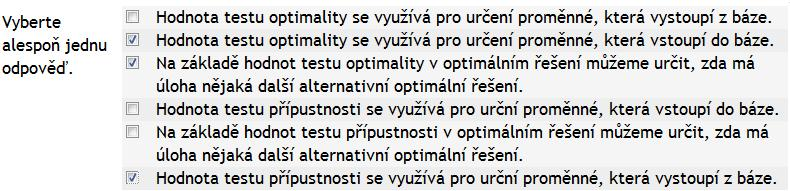 Vyberte
alespoň jednu
odpověď.
Hodnota testu optimality se využívá pro určení proměnné, která vystoupí z báze.
Hodnota testu optimality se využívá pro určení proměnné, která vstoupí do báze.
Na základě hodnot testu optimality v optimálním řešení můžeme určit, zda má
úloha nějaká další alternativní optimální řešení.
Hodnota testu přípustnosti se využívá pro urční proměnné, která vstoupí do báze.
Na základě hodnot testu přípustnosti v optimálním řešení můžeme určit, zda má
úloha nějaká další alternativní optimální řešení.
Hodnota testu přípustnosti se využívá pro urční proměnné, která vystoupí z báze.